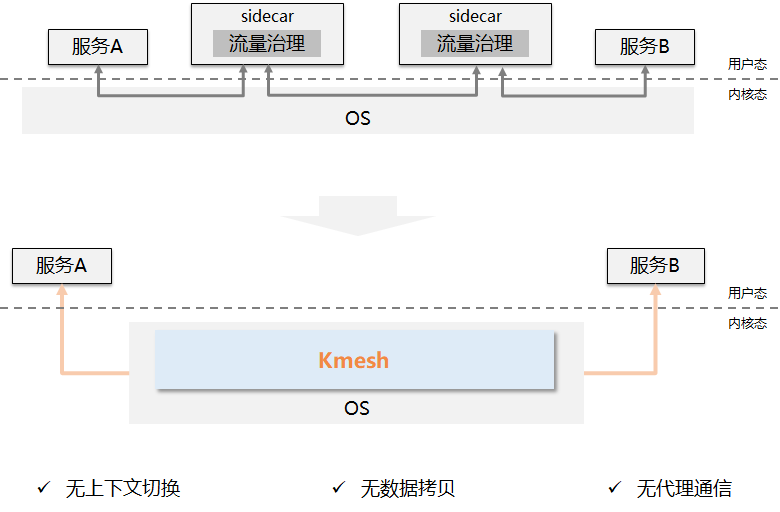 sidecar
sidecar
服务A
流量治理
流量治理
服务B
用户态
内核态
OS
服务A
服务B
用户态
内核态
Kmesh
OS
✓ 无上下文切换
✓ 无数据拷贝
✓ 无代理通信